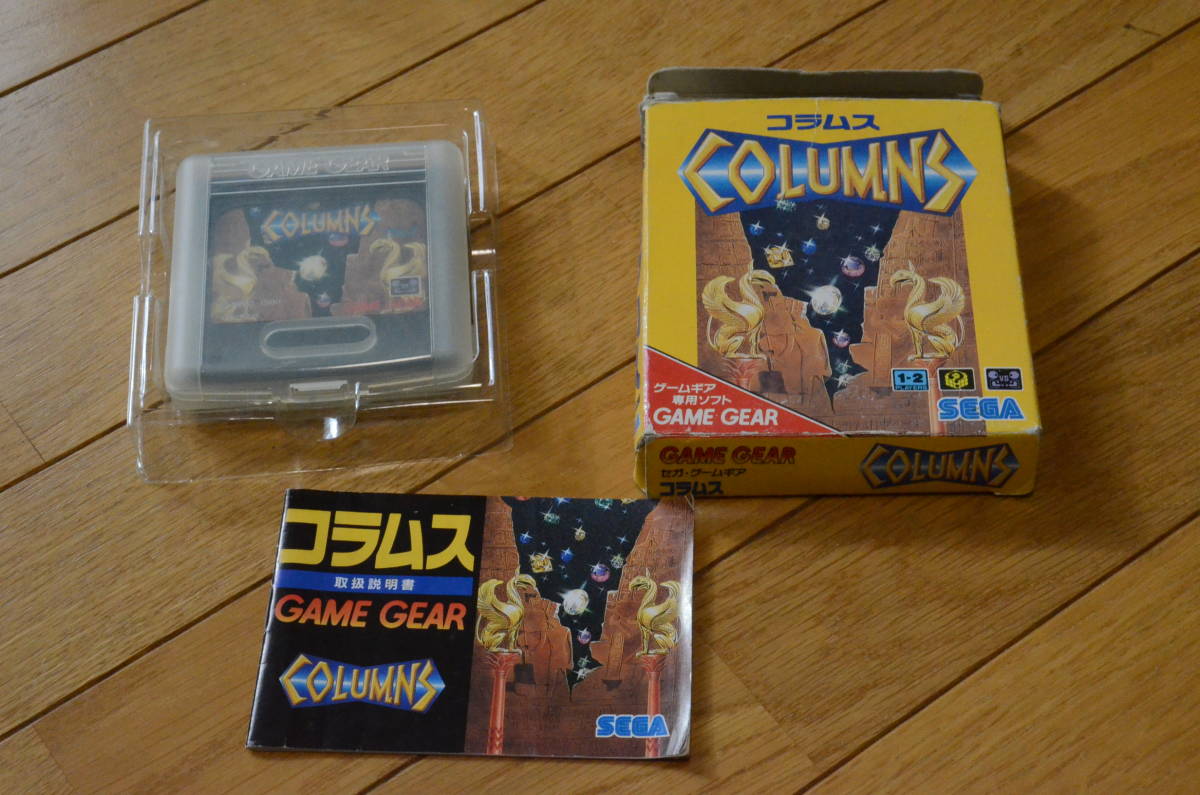 GAME GEAR
COLUMNS
コラムス
COLUMNS
ゲームギア
専用ソフト
GAME GEAR
1-2
PLAYERS
VS
SEGA
GAME GEAR
セガ・ゲームギア
コラムス
COLUMNS
コラムス
取扱説明書
GAME GEAR
COLUMNS
SEGA